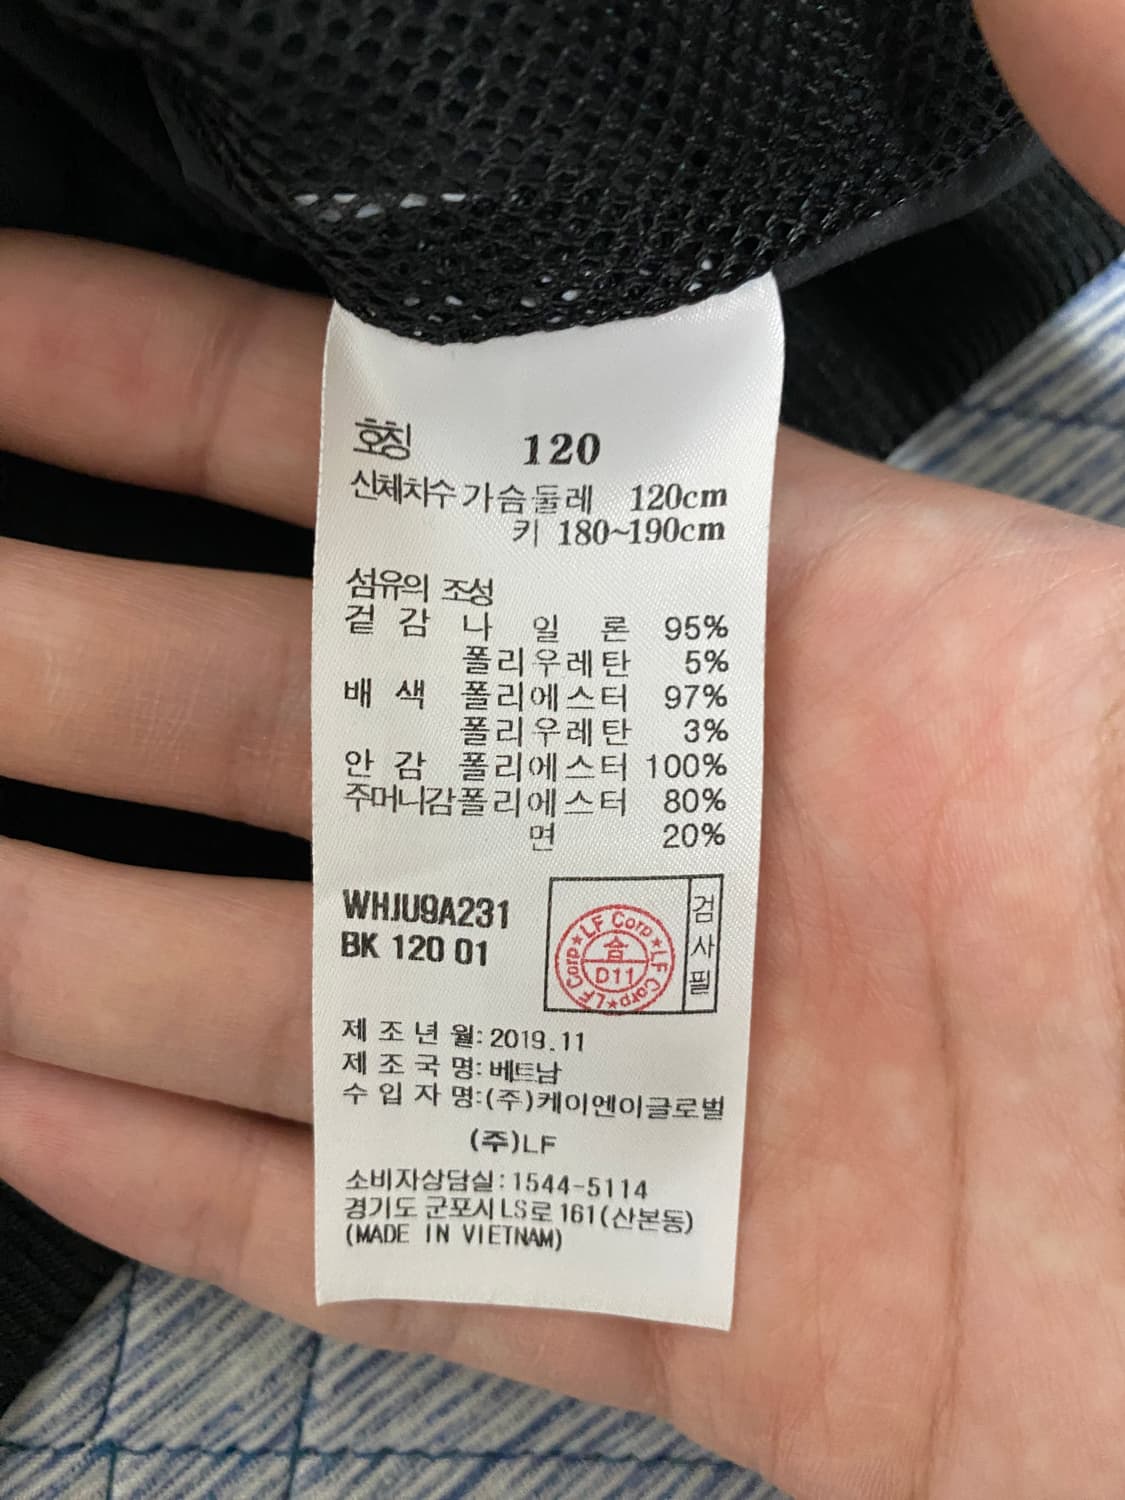 호칭 120
신체치수 가슴둘레 120cm
키 180~190cm
섬유의 조성
겉 감 나 일 론 95%
폴리우레탄 5%
배 색 폴리에스터 97%
폴리우레탄 3%
안 감 폴리에스터 100%
주머니감폴리에스터 80%
면 20%
WHJU9A231
BK 120 01
LF Corp★LF Corp★LF Corp★
合
D11
검사필
제 조 년 월: 2019.11
제 조 국 명: 베트남
수 입 자 명:(주)케이엔이글로벌
(주)LF
소비자상담실:1544-5114
경기도 군포시 LS로 161(산본동)
(MADE IN VIETNAM)